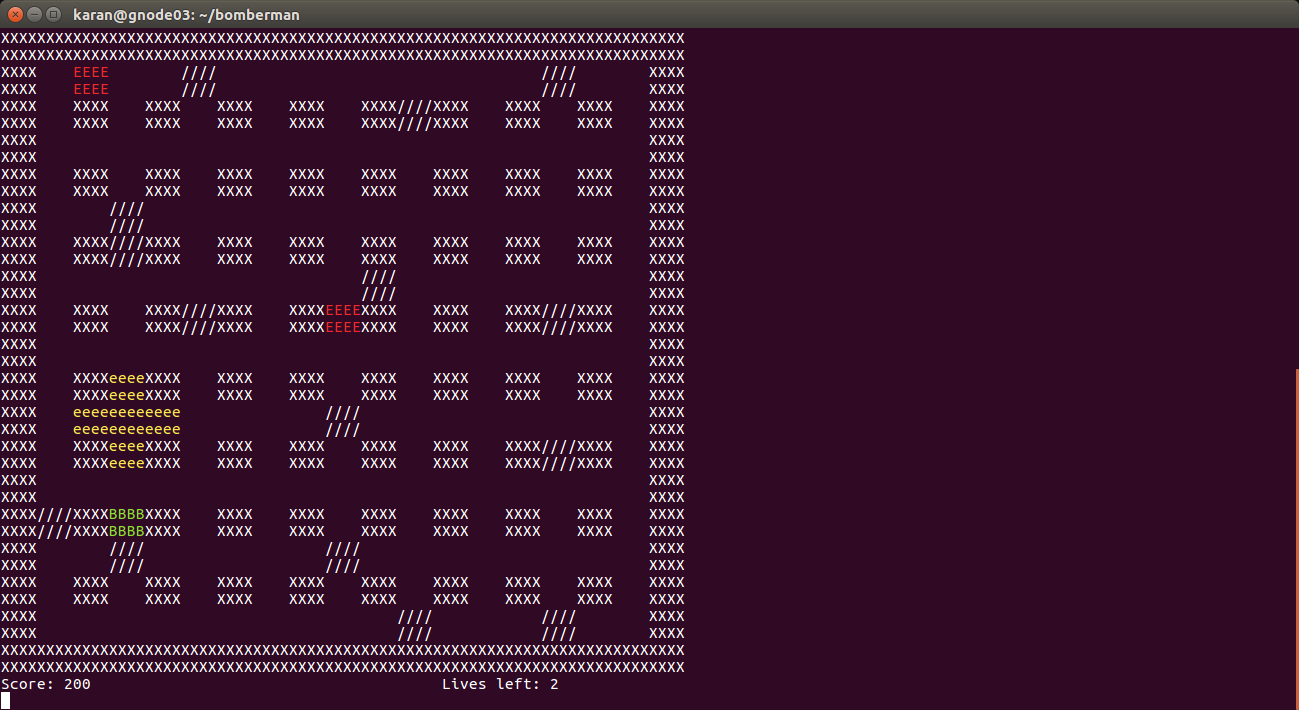 karan@gnode03: ~/bomberman
XXXXXXXXXXXXXXXXXXXXXXXXXXXXXXXXXXXXXXXXXXXXXXXXXXXXXXXXXXXXXXXXXXXXXXXXXXXX
XXXXXXXXXXXXXXXXXXXXXXXXXXXXXXXXXXXXXXXXXXXXXXXXXXXXXXXXXXXXXXXXXXXXXXXXXXXX
XXXX    EEEE        ////                                    ////        XXXX
XXXX    EEEE        ////                                    ////        XXXX
XXXX    XXXX    XXXX    XXXX    XXXX    XXXX////XXXX    XXXX    XXXX    XXXX
XXXX    XXXX    XXXX    XXXX    XXXX    XXXX////XXXX    XXXX    XXXX    XXXX
XXXX                                                                    XXXX
XXXX                                                                    XXXX
XXXX    XXXX    XXXX    XXXX    XXXX    XXXX    XXXX    XXXX    XXXX    XXXX
XXXX    XXXX    XXXX    XXXX    XXXX    XXXX    XXXX    XXXX    XXXX    XXXX
XXXX        ////                                                        XXXX
XXXX        ////                                                        XXXX
XXXX    XXXX////XXXX    XXXX    XXXX    XXXX    XXXX    XXXX    XXXX    XXXX
XXXX    XXXX////XXXX    XXXX    XXXX    XXXX    XXXX    XXXX    XXXX    XXXX
XXXX                                    ////                            XXXX
XXXX                                    ////                            XXXX
XXXX    XXXX    XXXX////XXXX    XXXXEEEEXXXX    XXXX    XXXX////XXXX    XXXX
XXXX    XXXX    XXXX////XXXX    XXXXEEEEXXXX    XXXX    XXXX////XXXX    XXXX
XXXX                                                                    XXXX
XXXX                                                                    XXXX
XXXX    XXXXeeeeXXXX    XXXX    XXXX    XXXX    XXXX    XXXX    XXXX    XXXX
XXXX    XXXXeeeeXXXX    XXXX    XXXX    XXXX    XXXX    XXXX    XXXX    XXXX
XXXX    eeeeeeeeeeee                ////                                XXXX
XXXX    eeeeeeeeeeee                ////                                XXXX
XXXX    XXXXeeeeXXXX    XXXX    XXXX    XXXX    XXXX    XXXX////XXXX    XXXX
XXXX    XXXXeeeeXXXX    XXXX    XXXX    XXXX    XXXX    XXXX////XXXX    XXXX
XXXX                                                                    XXXX
XXXX                                                                    XXXX
XXXX////XXXXBBBBXXXX    XXXX    XXXX    XXXX    XXXX    XXXX    XXXX    XXXX
XXXX////XXXXBBBBXXXX    XXXX    XXXX    XXXX    XXXX    XXXX    XXXX    XXXX
XXXX        ////                    ////                                XXXX
XXXX        ////                    ////                                XXXX
XXXX    XXXX    XXXX    XXXX    XXXX    XXXX    XXXX    XXXX    XXXX    XXXX
XXXX    XXXX    XXXX    XXXX    XXXX    XXXX    XXXX    XXXX    XXXX    XXXX
XXXX                                        ////            ////        XXXX
XXXX                                        ////            ////        XXXX
XXXXXXXXXXXXXXXXXXXXXXXXXXXXXXXXXXXXXXXXXXXXXXXXXXXXXXXXXXXXXXXXXXXXXXXXXXXX
XXXXXXXXXXXXXXXXXXXXXXXXXXXXXXXXXXXXXXXXXXXXXXXXXXXXXXXXXXXXXXXXXXXXXXXXXXXX
Score: 200                                       Lives left: 2